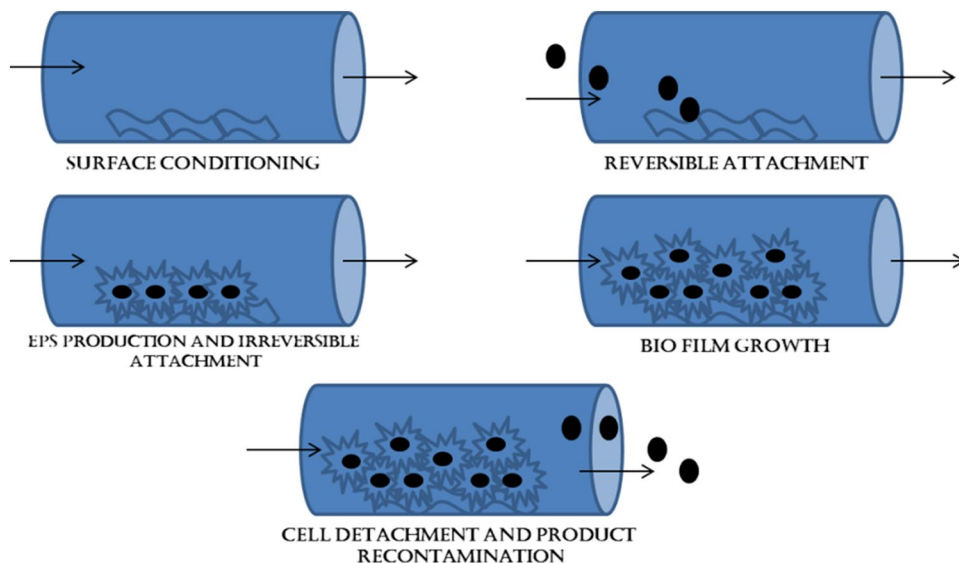 SURFACE CONDITIONING
REVERSIBLE ATTACHMENT
EPS PRODUCTION AND IRREVERSIBLE
ATTACHMENT
BIO FILM GROWTH
CELL DETACHMENT AND PRODUCT
RECONTAMINATION